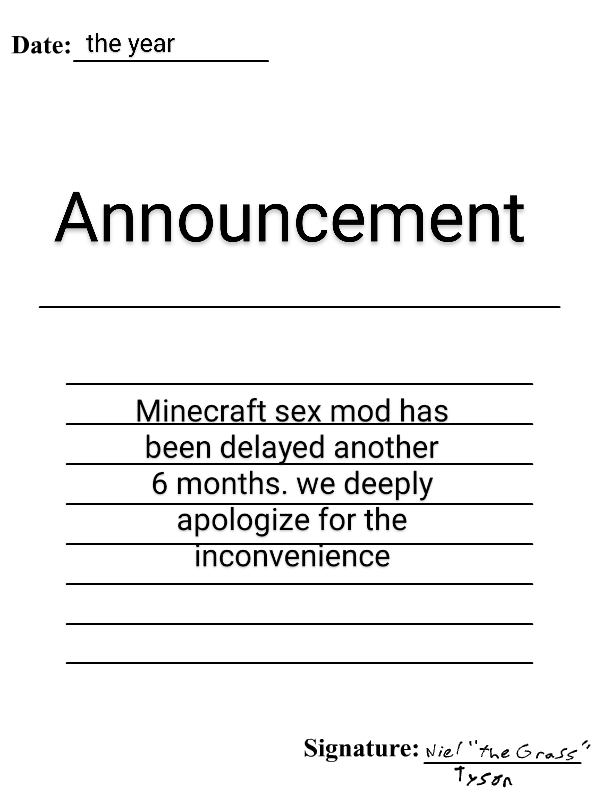 Date: the year
Announcement
Minecraft sex mod has
been delayed another
6 months. we deeply
apologize for the
inconvenience
Signature: Niel "the Grass"
Tyson